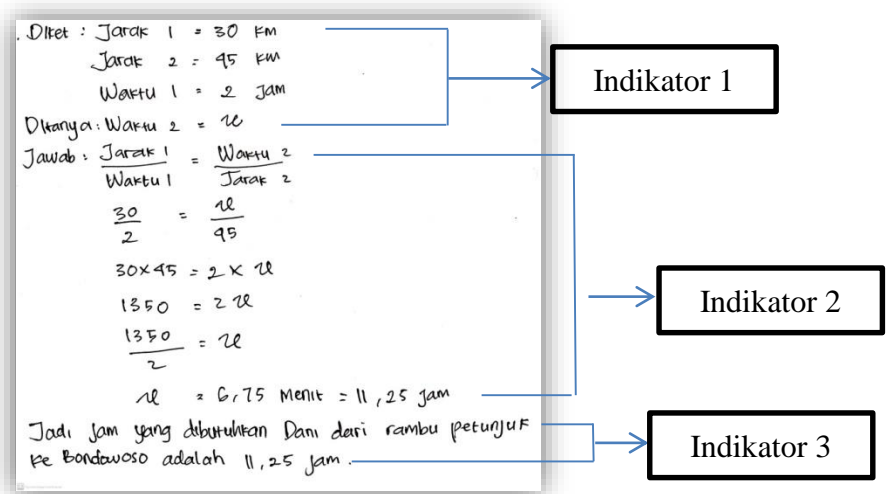 . Diket : Jarak 1 = 30 km
Jarak 2 = 45 km
Waktu 1 = 2 Jam
Ditanya : Waktu 2 = x
Jawab : Jarak 1 / Waktu 1 = Waktu 2 / Jarak 2
30 / 2 = x / 45
30×45 = 2 × x
1350 = 2x
1350 / 2 = x
x = 6,75 Menit = 11,25 Jam
Jadi jam yang dibutuhkan Dani dari rambu petunjuk
ke Bondowoso adalah 11,25 jam.
Indikator 1
Indikator 2
Indikator 3